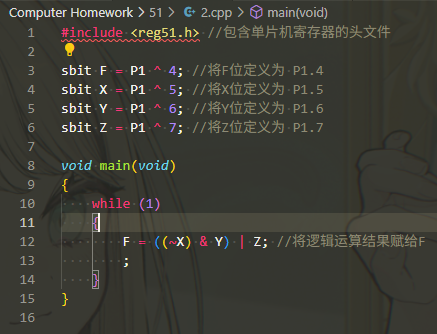 Computer Homework > 51 > 2.cpp > main(void)
1 #include <reg51.h> //包含单片机寄存器的头文件
2
3 sbit F = P1 ^ 4; //将F位定义为 P1.4
4 sbit X = P1 ^ 5; //将X位定义为 P1.5
5 sbit Y = P1 ^ 6; //将Y位定义为 P1.6
6 sbit Z = P1 ^ 7; //将Z位定义为 P1.7
7
8 void main(void)
9 {
10 while (1)
11 {
12 F = ((~X) & Y) | Z; //将逻辑运算结果赋给F
13 ;
14 }
15 }
16